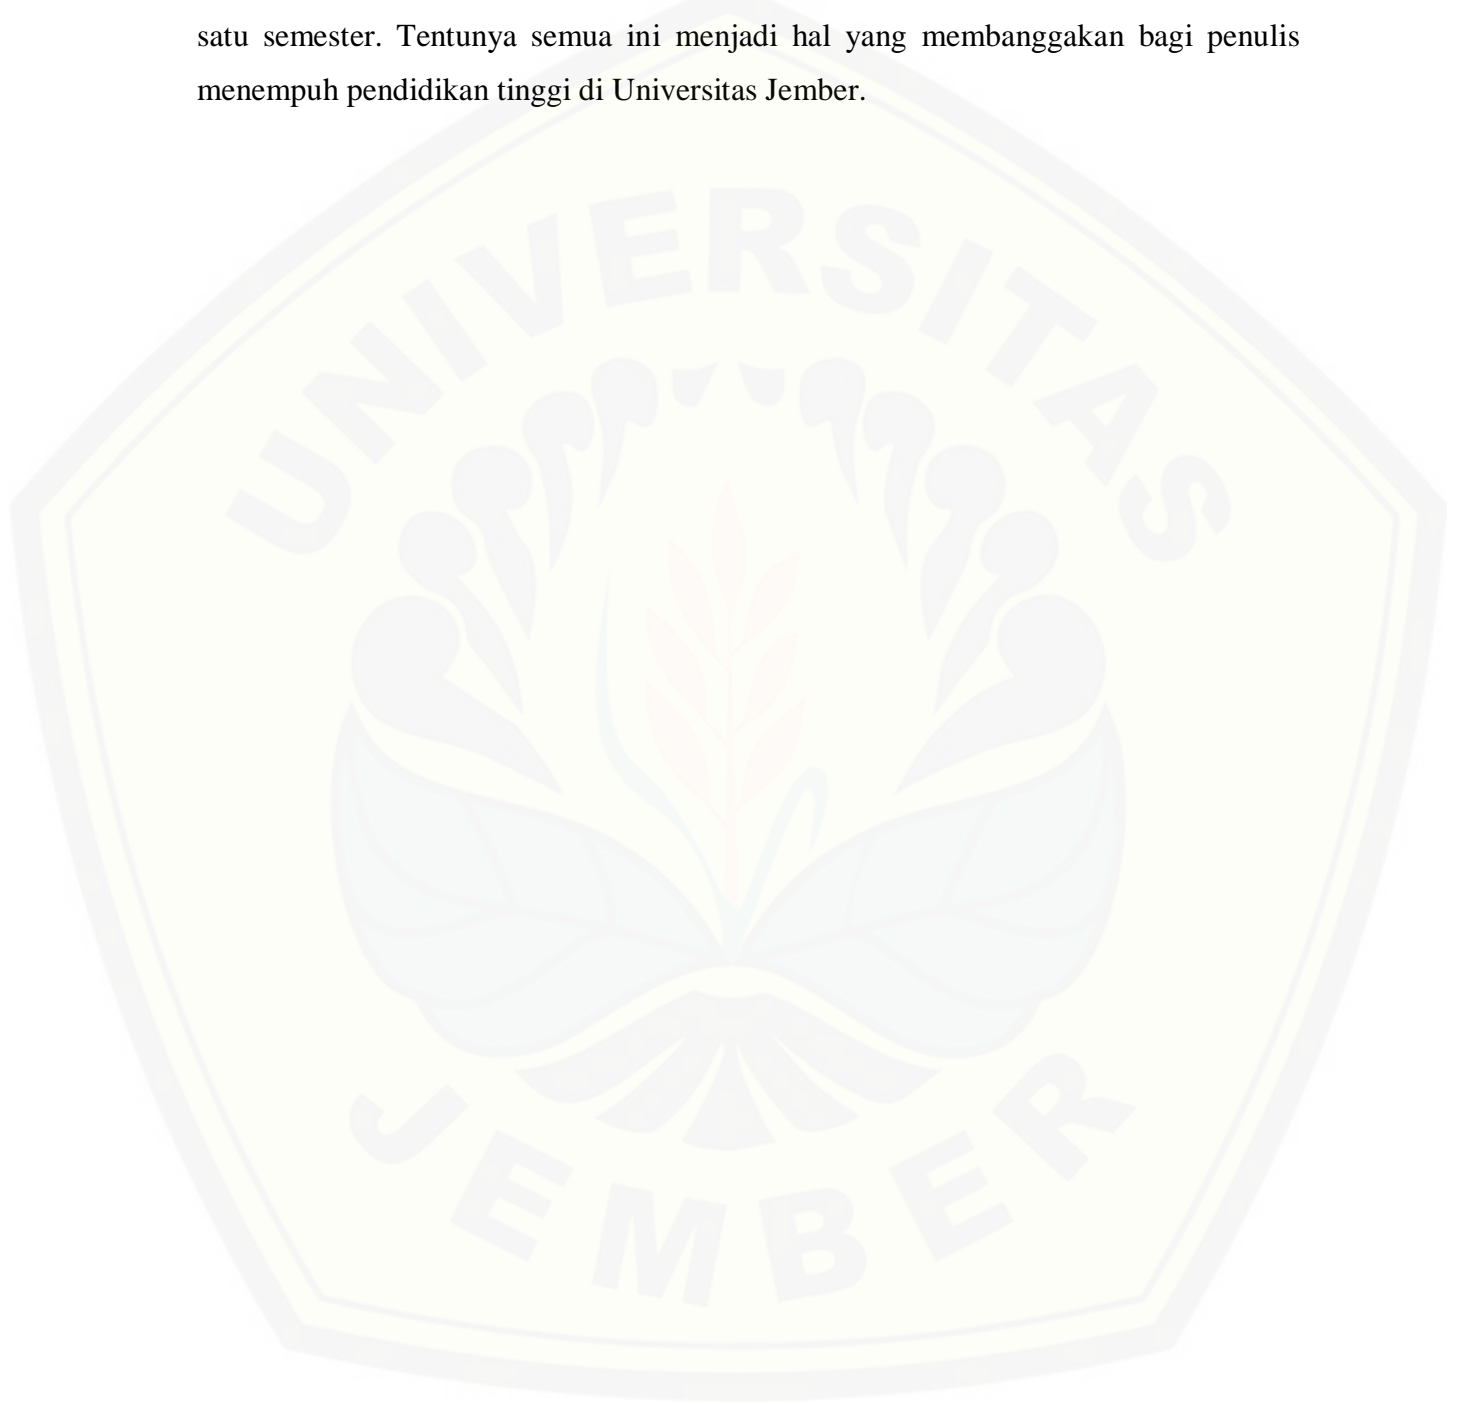 satu semester. Tentunya semua ini menjadi hal yang membanggakan bagi penulis
menempuh pendidikan tinggi di Universitas Jember.
UNIVERSITAS
JEMBER